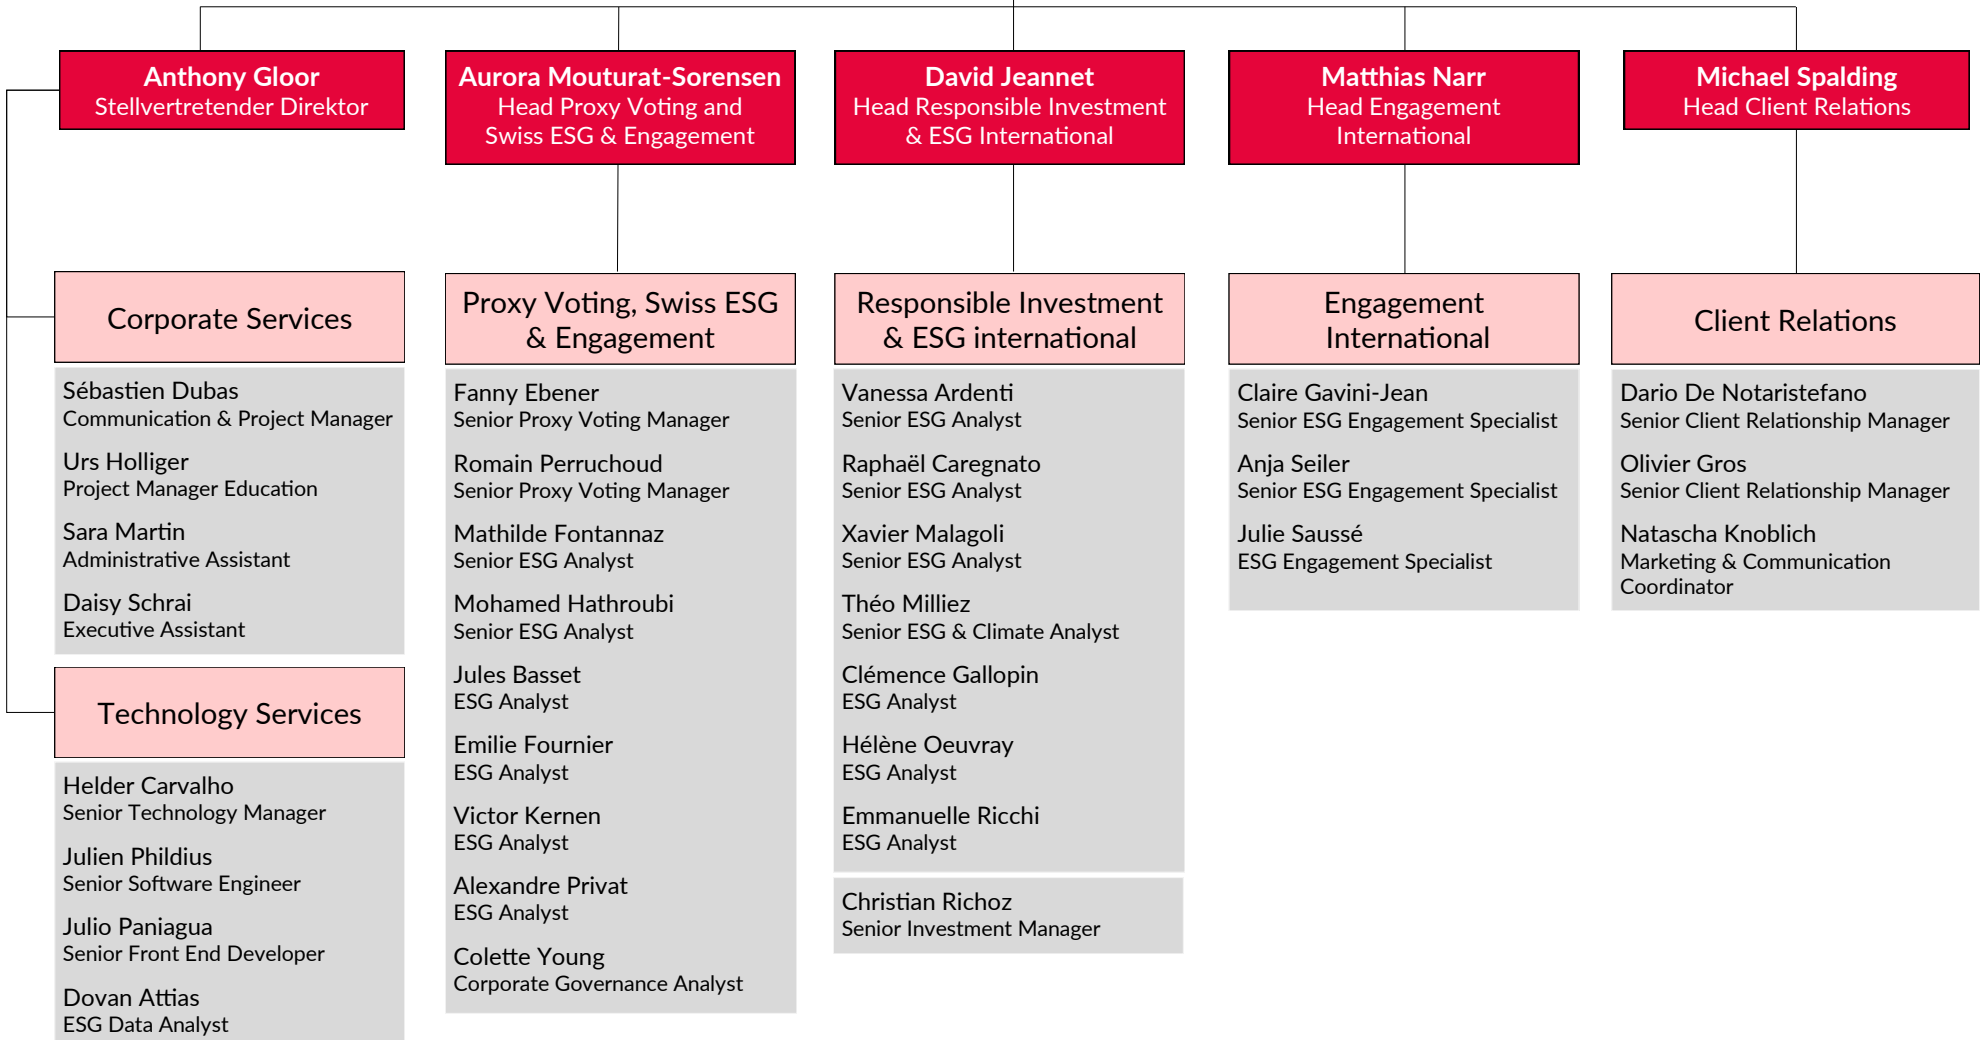 Anthony Gloor
Stellvertretender Direktor
Aurora Mouturat-Sorensen
Head Proxy Voting and
Swiss ESG & Engagement
David Jeannet
Head Responsible Investment
& ESG International
Matthias Narr
Head Engagement
International
Michael Spalding
Head Client Relations
Corporate Services
Sébastien Dubas
Communication & Project Manager
Urs Holliger
Project Manager Education
Sara Martin
Administrative Assistant
Daisy Schrai
Executive Assistant
Technology Services
Helder Carvalho
Senior Technology Manager
Julien Phildius
Senior Software Engineer
Julio Paniagua
Senior Front End Developer
Dovan Attias
ESG Data Analyst
Proxy Voting, Swiss ESG
& Engagement
Fanny Ebener
Senior Proxy Voting Manager
Romain Perruchoud
Senior Proxy Voting Manager
Mathilde Fontannaz
Senior ESG Analyst
Mohamed Hathroubi
Senior ESG Analyst
Jules Basset
ESG Analyst
Emilie Fournier
ESG Analyst
Victor Kernen
ESG Analyst
Alexandre Privat
ESG Analyst
Colette Young
Corporate Governance Analyst
Responsible Investment
& ESG international
Vanessa Ardenti
Senior ESG Analyst
Raphaël Caregnato
Senior ESG Analyst
Xavier Malagoli
Senior ESG Analyst
Théo Milliez
Senior ESG & Climate Analyst
Clémence Gallopin
ESG Analyst
Hélène Oeuvray
ESG Analyst
Emmanuelle Ricchi
ESG Analyst
Christian Richoz
Senior Investment Manager
Engagement
International
Claire Gavini-Jean
Senior ESG Engagement Specialist
Anja Seiler
Senior ESG Engagement Specialist
Julie Saussé
ESG Engagement Specialist
Client Relations
Dario De Notaristefano
Senior Client Relationship Manager
Olivier Gros
Senior Client Relationship Manager
Natascha Knoblich
Marketing & Communication
Coordinator